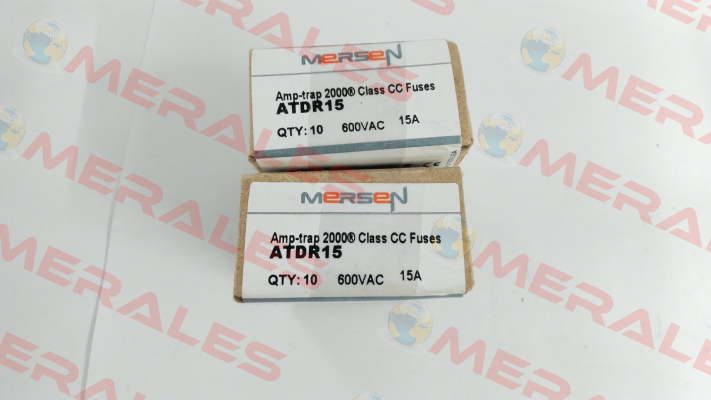 MERSEN
Amp-trap 2000® Class CC Fuses
ATDR15
QTY: 10 600VAC 15A
MERSEN
Amp-trap 2000® Class CC Fuses
ATDR15
QTY: 10 600VAC 15A
MERALES
MERALES
MERALES
MERALES
MERALES